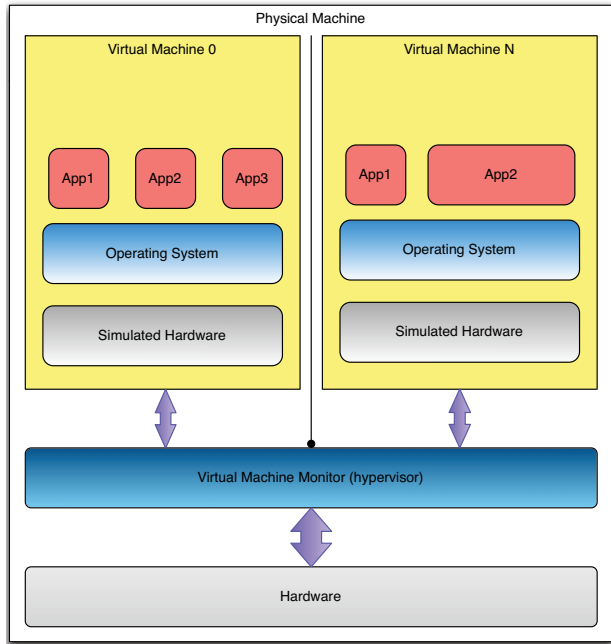 Physical Machine
Virtual Machine 0
Virtual Machine N
App1
App2
App3
App1
App2
Operating System
Operating System
Simulated Hardware
Simulated Hardware
Virtual Machine Monitor (hypervisor)
Hardware